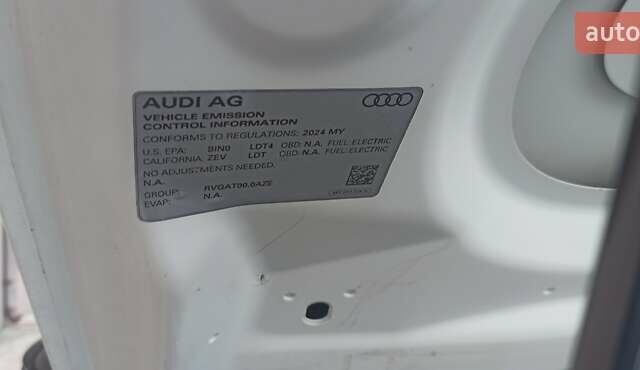 auto
AUDI AG
VEHICLE EMISSION
CONTROL INFORMATION
CONFORMS TO REGULATIONS: 2024 MY
U.S. EPA: BIN0 LDT4 OBD: N.A. FUEL: ELECTRIC
CALIFORNIA: ZEV LDT OBD: N.A. FUEL: ELECTRIC
NO ADJUSTMENTS NEEDED.
N.A.
GROUP: RVGAT00.0AZE
EVAP: N.A.